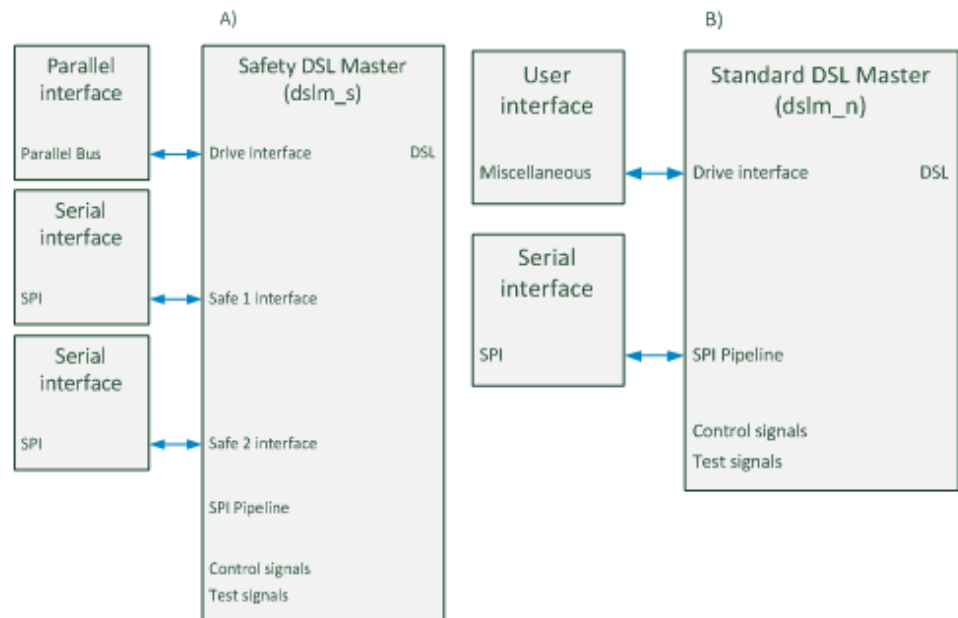 A)
Parallel
interface
Parallel Bus
Serial
interface
SPI
Serial
interface
SPI
Safety DSL Master
(dslm_s)
Drive Interface
DSL
Safe 1 Interface
Safe 2 interface
SPI Pipeline
Control signals
Test signals
B)
User
interface
Miscellaneous
Serial
interface
SPI
Standard DSL Master
(dslm_n)
Drive interface
DSL
SPI Pipeline
Control signals
Test signals